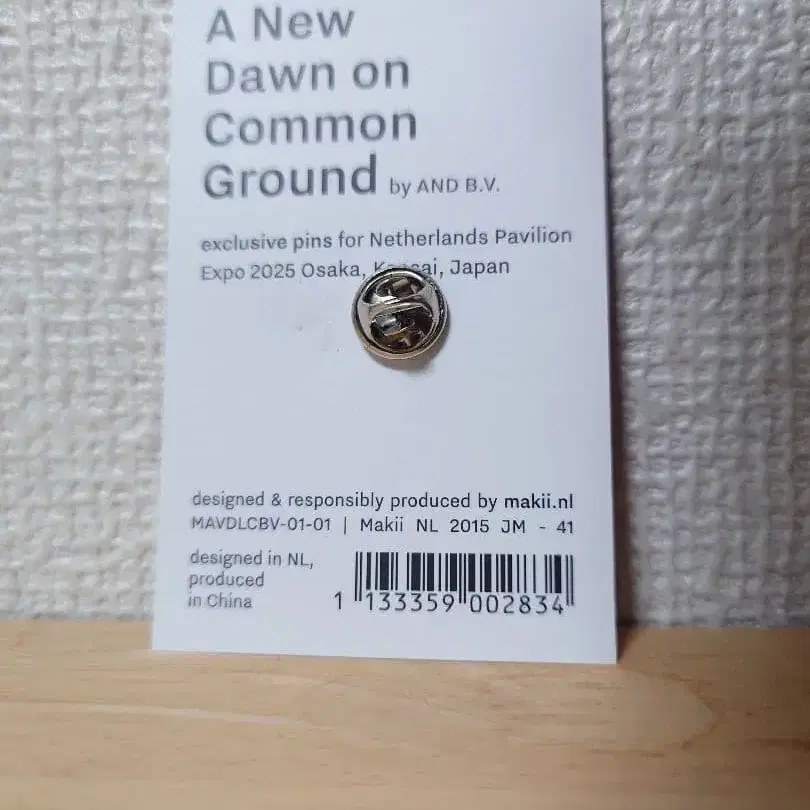 A New
Dawn on
Common
Ground by AND B.V.
exclusive pins for Netherlands Pavilion
Expo 2025 Osaka, Kansai, Japan
designed & responsibly produced by makii.nl
MAVDLCBV-01-01 | Makii NL 2015 JM - 41
designed in NL,
produced
in China
1 133359 002834